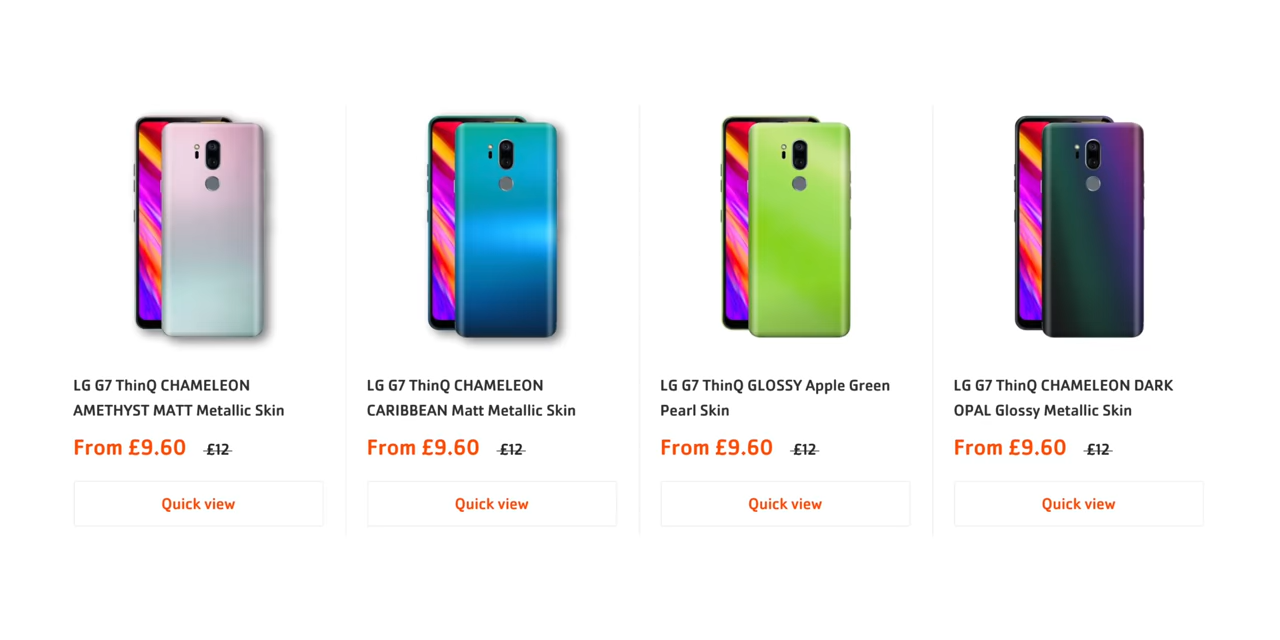 LG G7 ThinQ CHAMELEON
AMETHYST MATT Metallic Skin
From £9.60 £12
Quick view
LG G7 ThinQ CHAMELEON
CARIBBEAN Matt Metallic Skin
From £9.60 £12
Quick view
LG G7 ThinQ GLOSSY Apple Green
Pearl Skin
From £9.60 £12
Quick view
LG G7 ThinQ CHAMELEON DARK
OPAL Glossy Metallic Skin
From £9.60 £12
Quick view